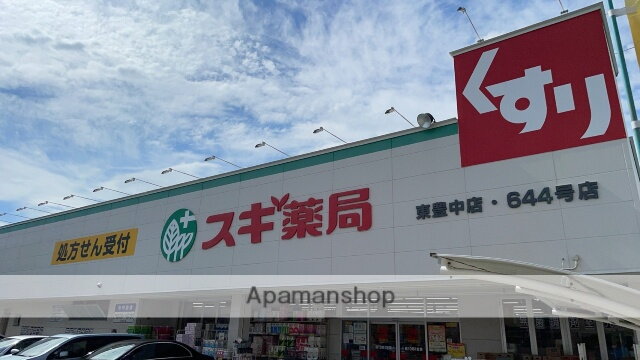 くすり
処方せん受付
スギ薬局
東豊中店・644号店
Apamanshop